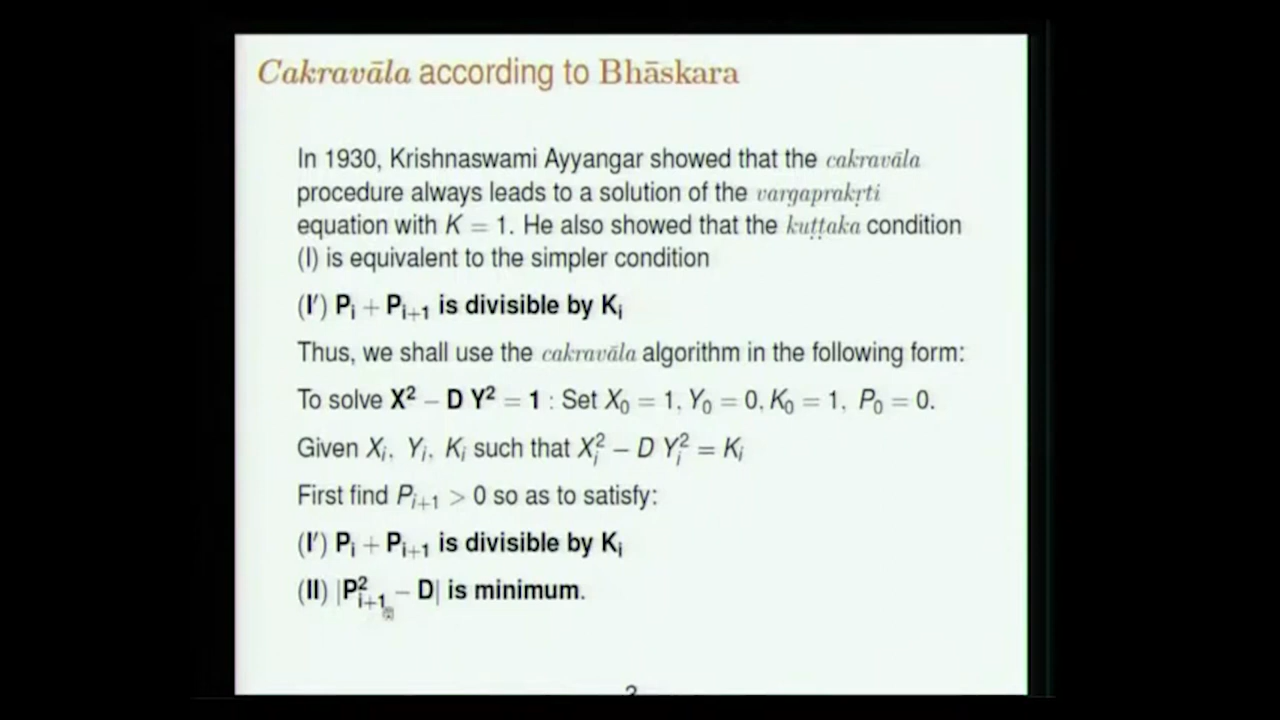 Cakravāla according to Bhāskara
In 1930, Krishnaswami Ayyangar showed that the cakravāla
procedure always leads to a solution of the vargaprakṛti
equation with K = 1. He also showed that the kuṭṭaka condition
(I) is equivalent to the simpler condition
(I′) Pᵢ + Pᵢ₊₁ is divisible by Kᵢ
Thus, we shall use the cakravāla algorithm in the following form:
To solve X² − D Y² = 1 : Set X₀ = 1, Y₀ = 0, K₀ = 1, P₀ = 0.
Given Xᵢ, Yᵢ, Kᵢ such that Xᵢ² − D Yᵢ² = Kᵢ
First find Pᵢ₊₁ > 0 so as to satisfy:
(I′) Pᵢ + Pᵢ₊₁ is divisible by Kᵢ
(II) |Pᵢ₊₁² − D| is minimum.